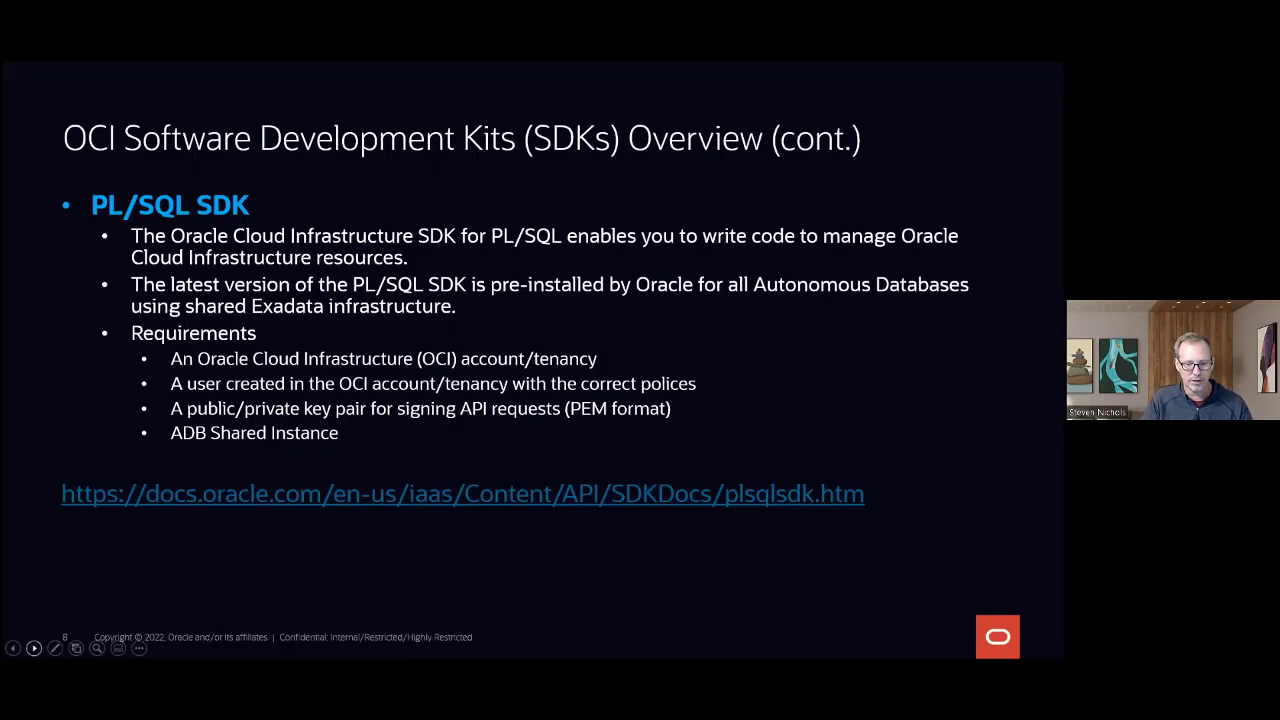 OCI Software Development Kits (SDKs) Overview (cont.)
• PL/SQL SDK
• The Oracle Cloud Infrastructure SDK for PL/SQL enables you to write code to manage Oracle
Cloud Infrastructure resources.
• The latest version of the PL/SQL SDK is pre-installed by Oracle for all Autonomous Databases
using shared Exadata infrastructure.
• Requirements
• An Oracle Cloud Infrastructure (OCI) account/tenancy
• A user created in the OCI account/tenancy with the correct polices
• A public/private key pair for signing API requests (PEM format)
• ADB Shared Instance
https://docs.oracle.com/en-us/iaas/Content/API/SDKDocs/plsqlsdk.htm
8 Copyright © 2022, Oracle and/or its affiliates | Confidential: Internal/Restricted/Highly Restricted
Steven Nichols